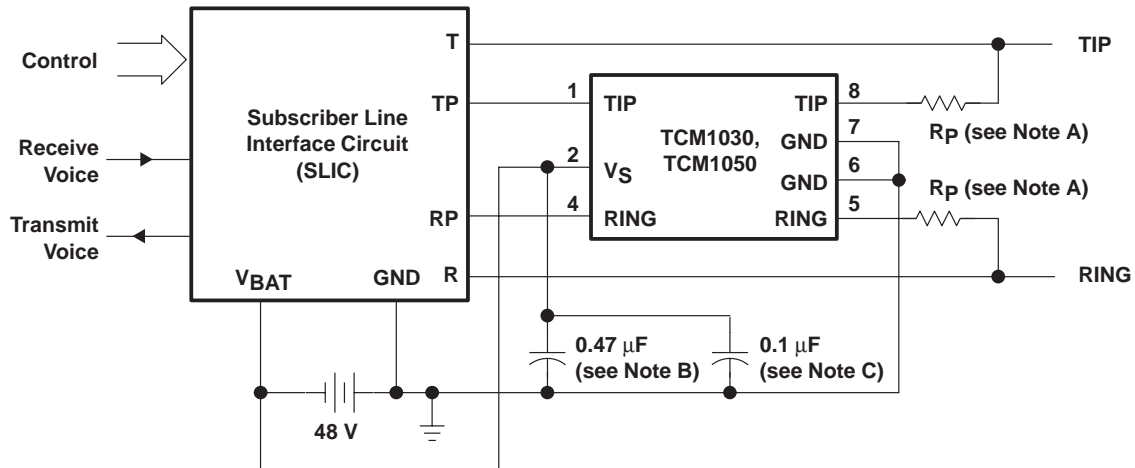 Control
Receive
Voice
Transmit
Voice
Subscriber Line
Interface Circuit
(SLIC)
T
TP
RP
R
VBAT
GND
1
2
4
TIP
VS
RING
TCM1030,
TCM1050
TIP
GND
GND
RING
8
7
6
5
TIP
RP (see Note A)
RP (see Note A)
RING
0.47 μF
(see Note B)
0.1 μF
(see Note C)
48 V